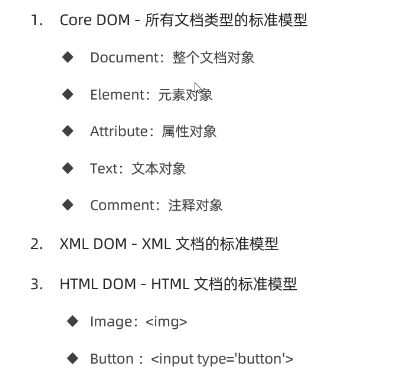 1. Core DOM - 所有文档类型的标准模型
◆ Document：整个文档对象
◆ Element：元素对象
◆ Attribute：属性对象
◆ Text：文本对象
◆ Comment：注释对象
2. XML DOM - XML 文档的标准模型
3. HTML DOM - HTML 文档的标准模型
◆ Image：<img>
◆ Button ：<input type='button'>